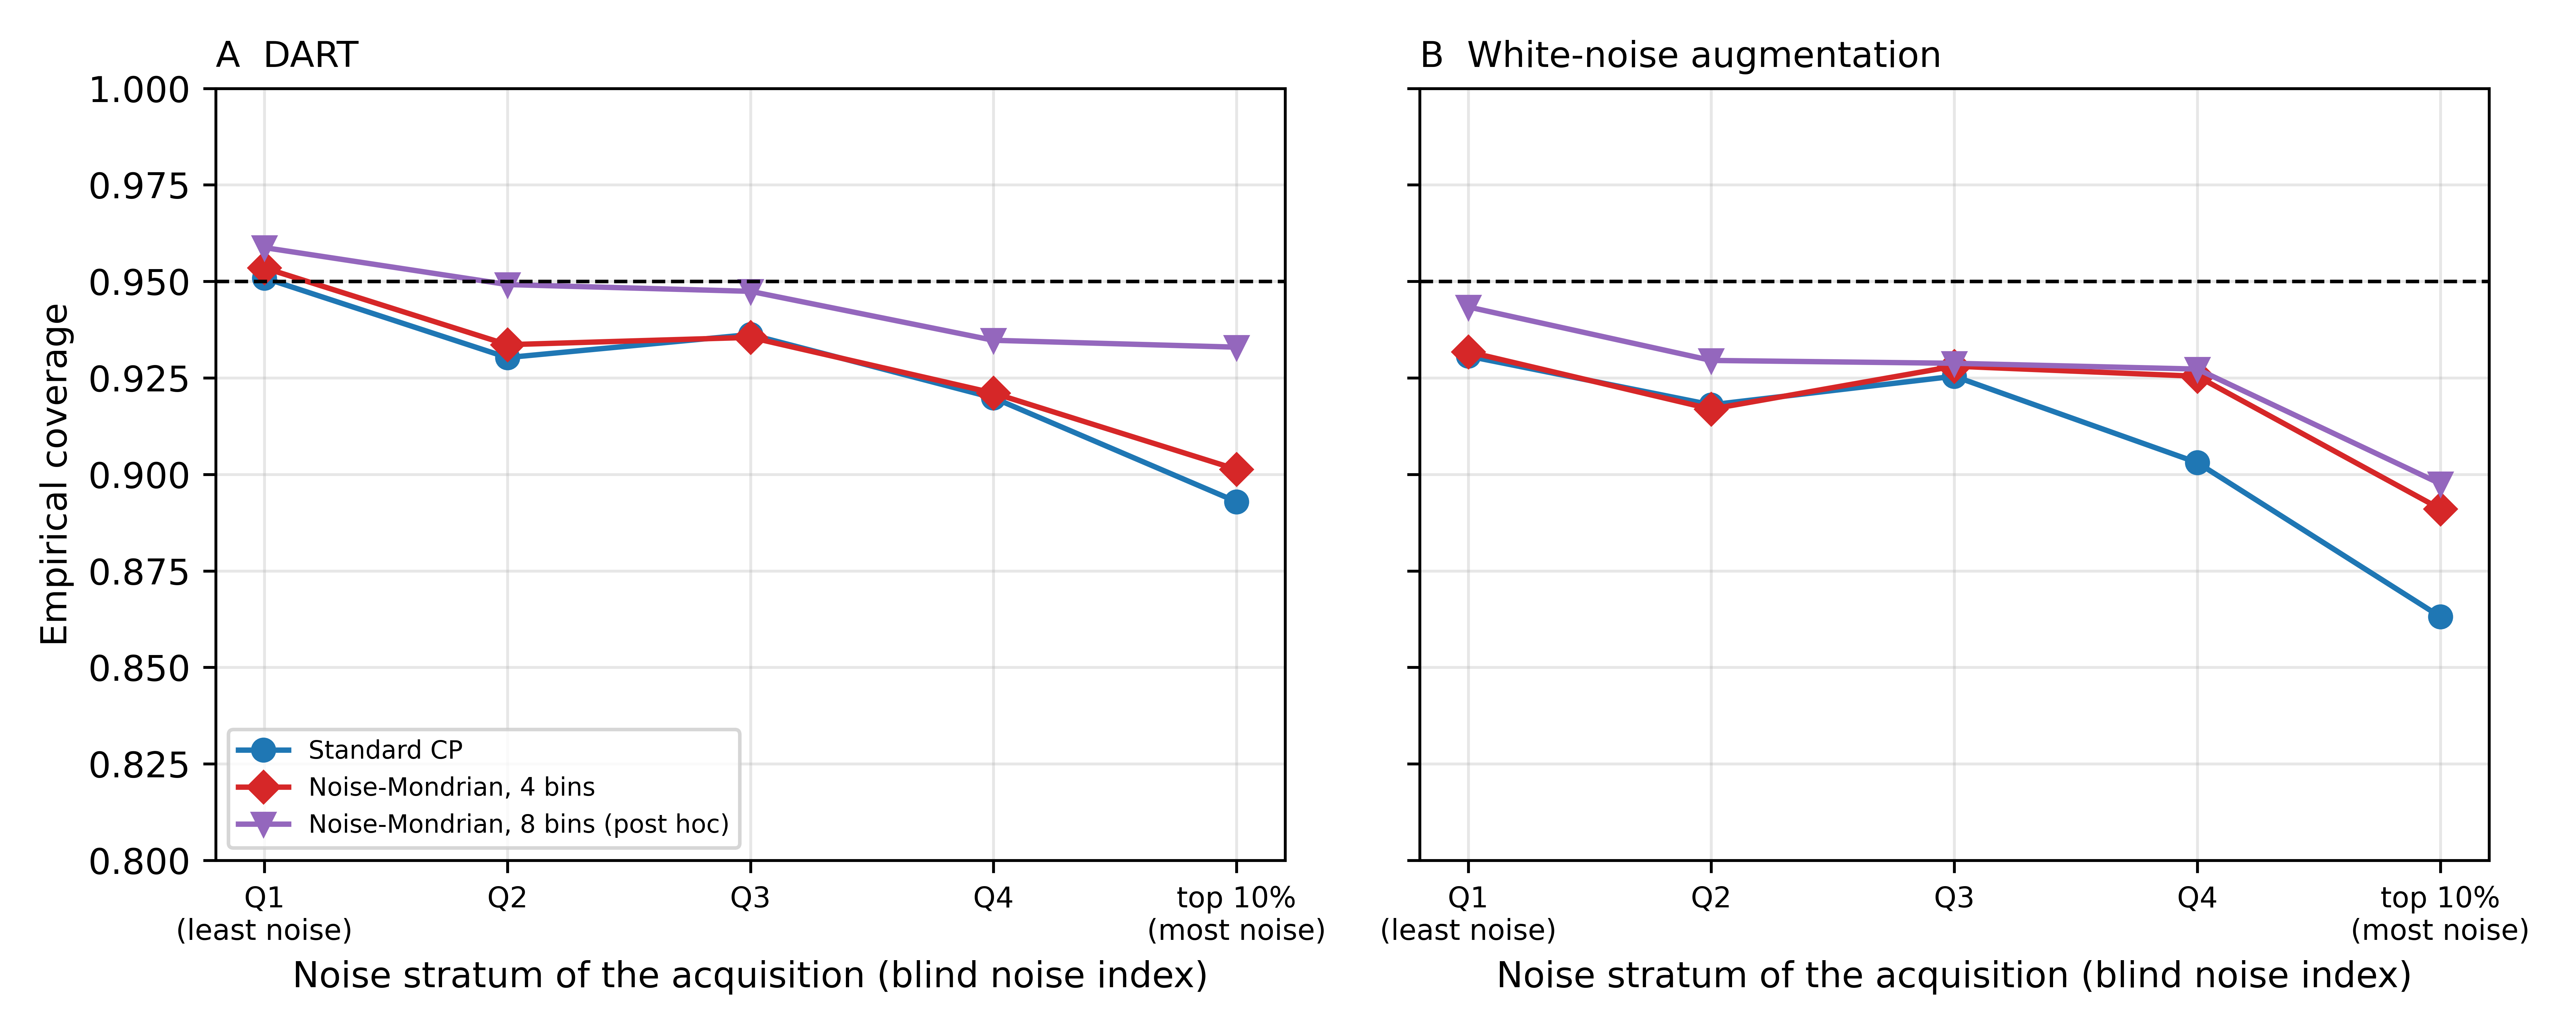 A DART
1.000
0.975
0.950
0.925
0.900
0.875
0.850
0.825
0.800
Empirical coverage
Standard CP
Noise-Mondrian, 4 bins
Noise-Mondrian, 8 bins (post hoc)
Q1
(least noise)
Q2
Q3
Q4
top 10%
(most noise)
Noise stratum of the acquisition (blind noise index)
B White-noise augmentation
Q1
(least noise)
Q2
Q3
Q4
top 10%
(most noise)
Noise stratum of the acquisition (blind noise index)